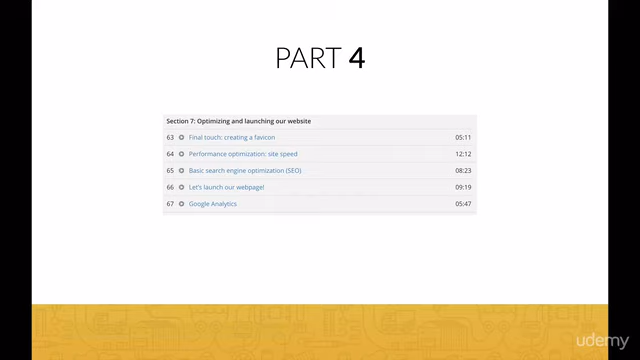 PART 4
Section 7: Optimizing and launching our website
63 Final touch: creating a favicon 05:11
64 Performance optimization: site speed 12:12
65 Basic search engine optimization (SEO) 08:23
66 Let's launch our webpage! 09:19
67 Google Analytics 05:47
udemy